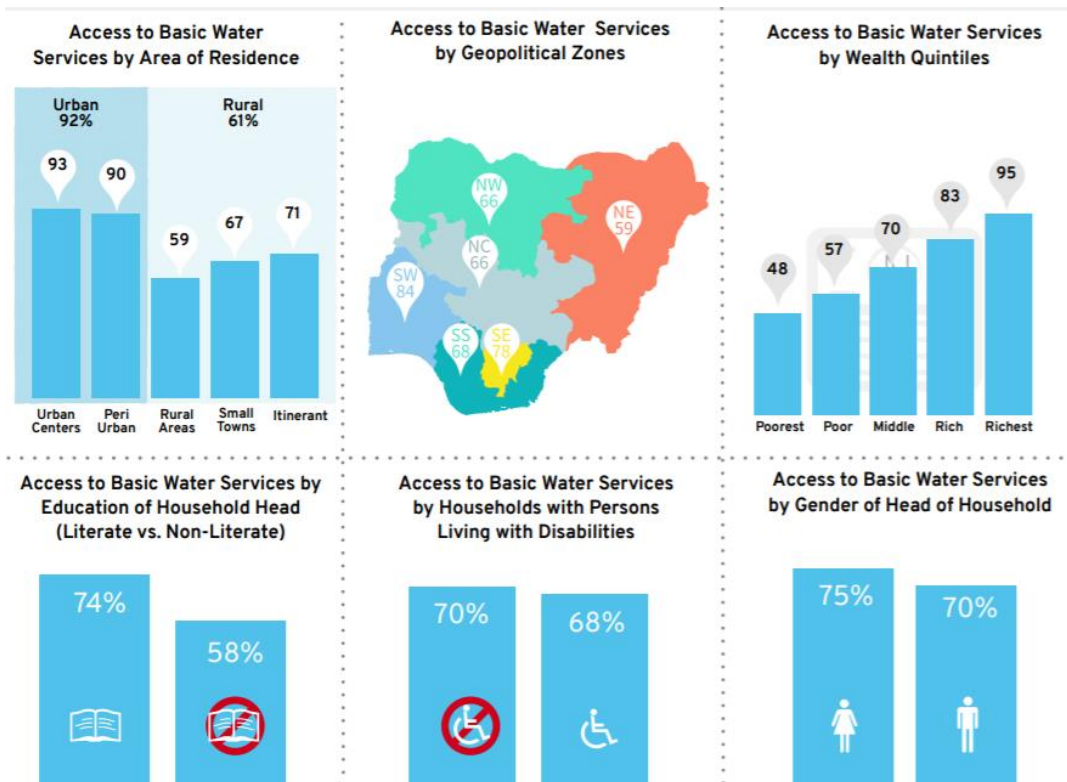 Access to Basic Water
Services by Area of Residence
Urban
92%
Rural
61%
93
90
59
67
71
Urban
Centers
Peri
Urban
Rural
Areas
Small
Towns
Itinerant
Access to Basic Water Services
by Geopolitical Zones
NW
66
NE
59
NC
66
SW
84
SS
68
SE
78
Access to Basic Water Services
by Wealth Quintiles
48
57
70
83
95
Poorest
Poor
Middle
Rich
Richest
Access to Basic Water Services by
Education of Household Head
(Literate vs. Non-Literate)
74%
58%
Access to Basic Water Services
by Households with Persons
Living with Disabilities
70%
68%
Access to Basic Water Services
by Gender of Head of Household
75%
70%